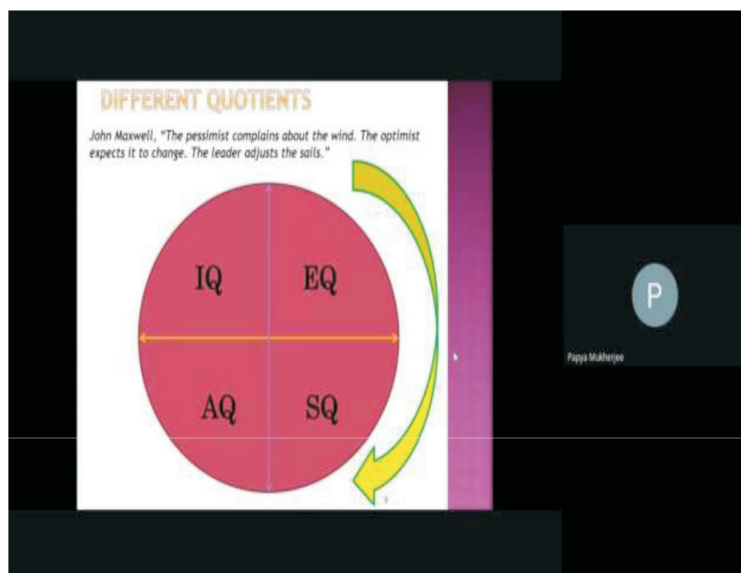 DIFFERENT QUOTIENTS
John Maxwell, "The pessimist complains about the wind. The optimist
expects it to change. The leader adjusts the sails."
IQ
EQ
AQ
SQ
P
Papya Mukherjee